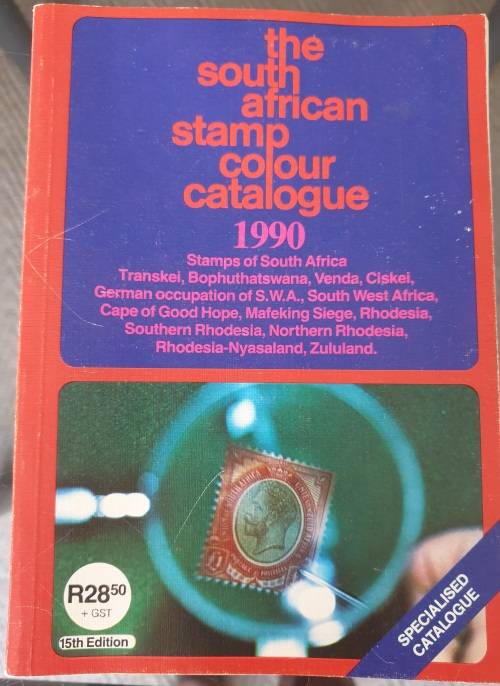 the
south
african
stamp
colour
catalogue
1990
Stamps of South Africa
Transkei, Bophuthatswana, Venda, Ciskei,
German occupation of S.W.A., South West Africa,
Cape of Good Hope, Mafeking Siege, Rhodesia,
Southern Rhodesia, Northern Rhodesia,
Rhodesia-Nyasaland, Zululand.
R28⁵⁰
+ GST
15th Edition
SPECIALISED
CATALOGUE